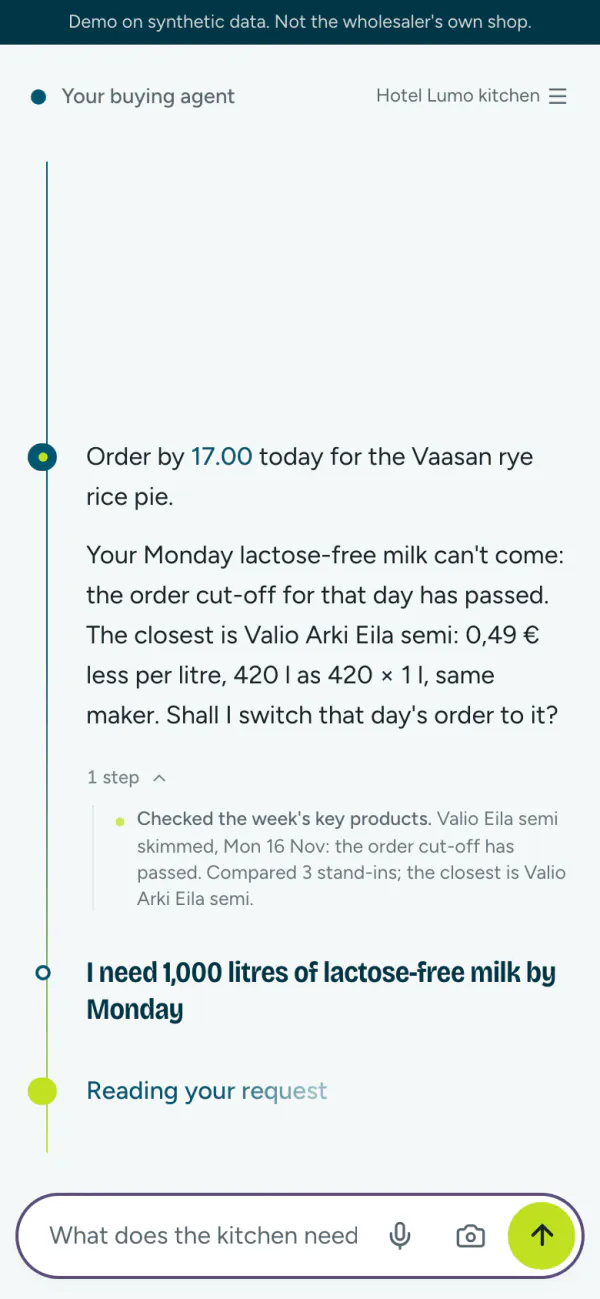 Demo on synthetic data. Not the wholesaler's own shop.
Your buying agent
Hotel Lumo kitchen
Order by 17.00 today for the Vaasan rye
rice pie.
Your Monday lactose-free milk can't come:
the order cut-off for that day has passed.
The closest is Valio Arki Eila semi: 0,49 €
less per litre, 420 l as 420 × 1 l, same
maker. Shall I switch that day's order to it?
1 step
Checked the week's key products. Valio Eila semi
skimmed, Mon 16 Nov: the order cut-off has
passed. Compared 3 stand-ins; the closest is Valio
Arki Eila semi.
I need 1,000 litres of lactose-free milk by
Monday
Reading your request
What does the kitchen need